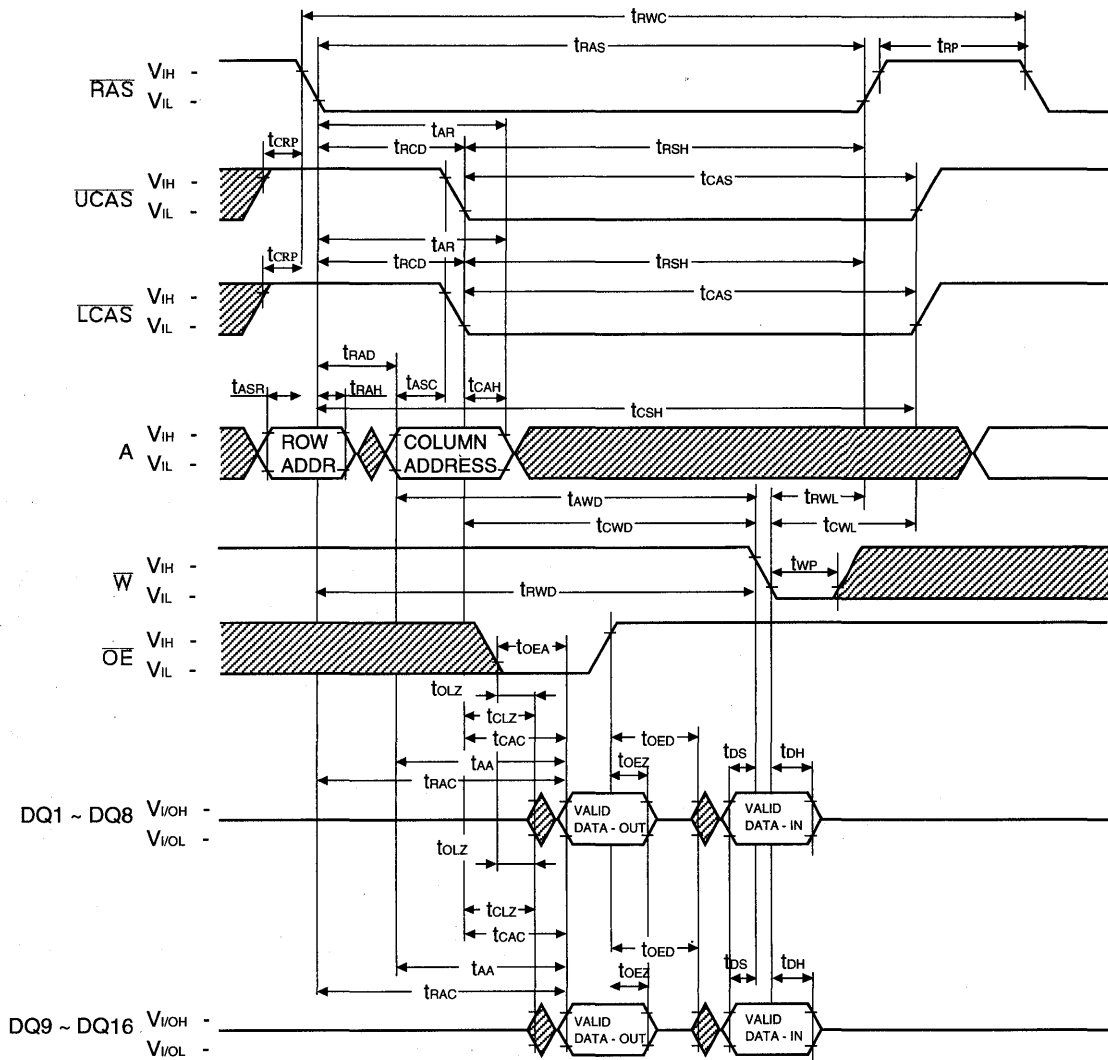 tRWC
tRAS tRP
RAS VIH -
VIL -
tAR
tCRP tRCD tRSH
UCAS VIH - tCAS
VIL -
tAR
tCRP tRCD tRSH
LCAS VIH - tCAS
VIL -
tRAD
tASR tRAH tASC tCAH
tCSH
A VIH - ROW COLUMN
VIL - ADDR ADDRESS
tAWD tRWL
tCWD tCWL
W VIH - tWP
VIL - tRWD
OE VIH - tOEA
VIL -
tOLZ
tCLZ
tCAC tOED
tAA tOEZ tDS tDH
tRAC
DQ1 ~ DQ8 VI/OH - VALID VALID
VI/OL - DATA - OUT DATA - IN
tOLZ
tCLZ
tCAC tOED
tAA tOEZ tDS tDH
tRAC
DQ9 ~ DQ16 VI/OH - VALID VALID
VI/OL - DATA - OUT DATA - IN